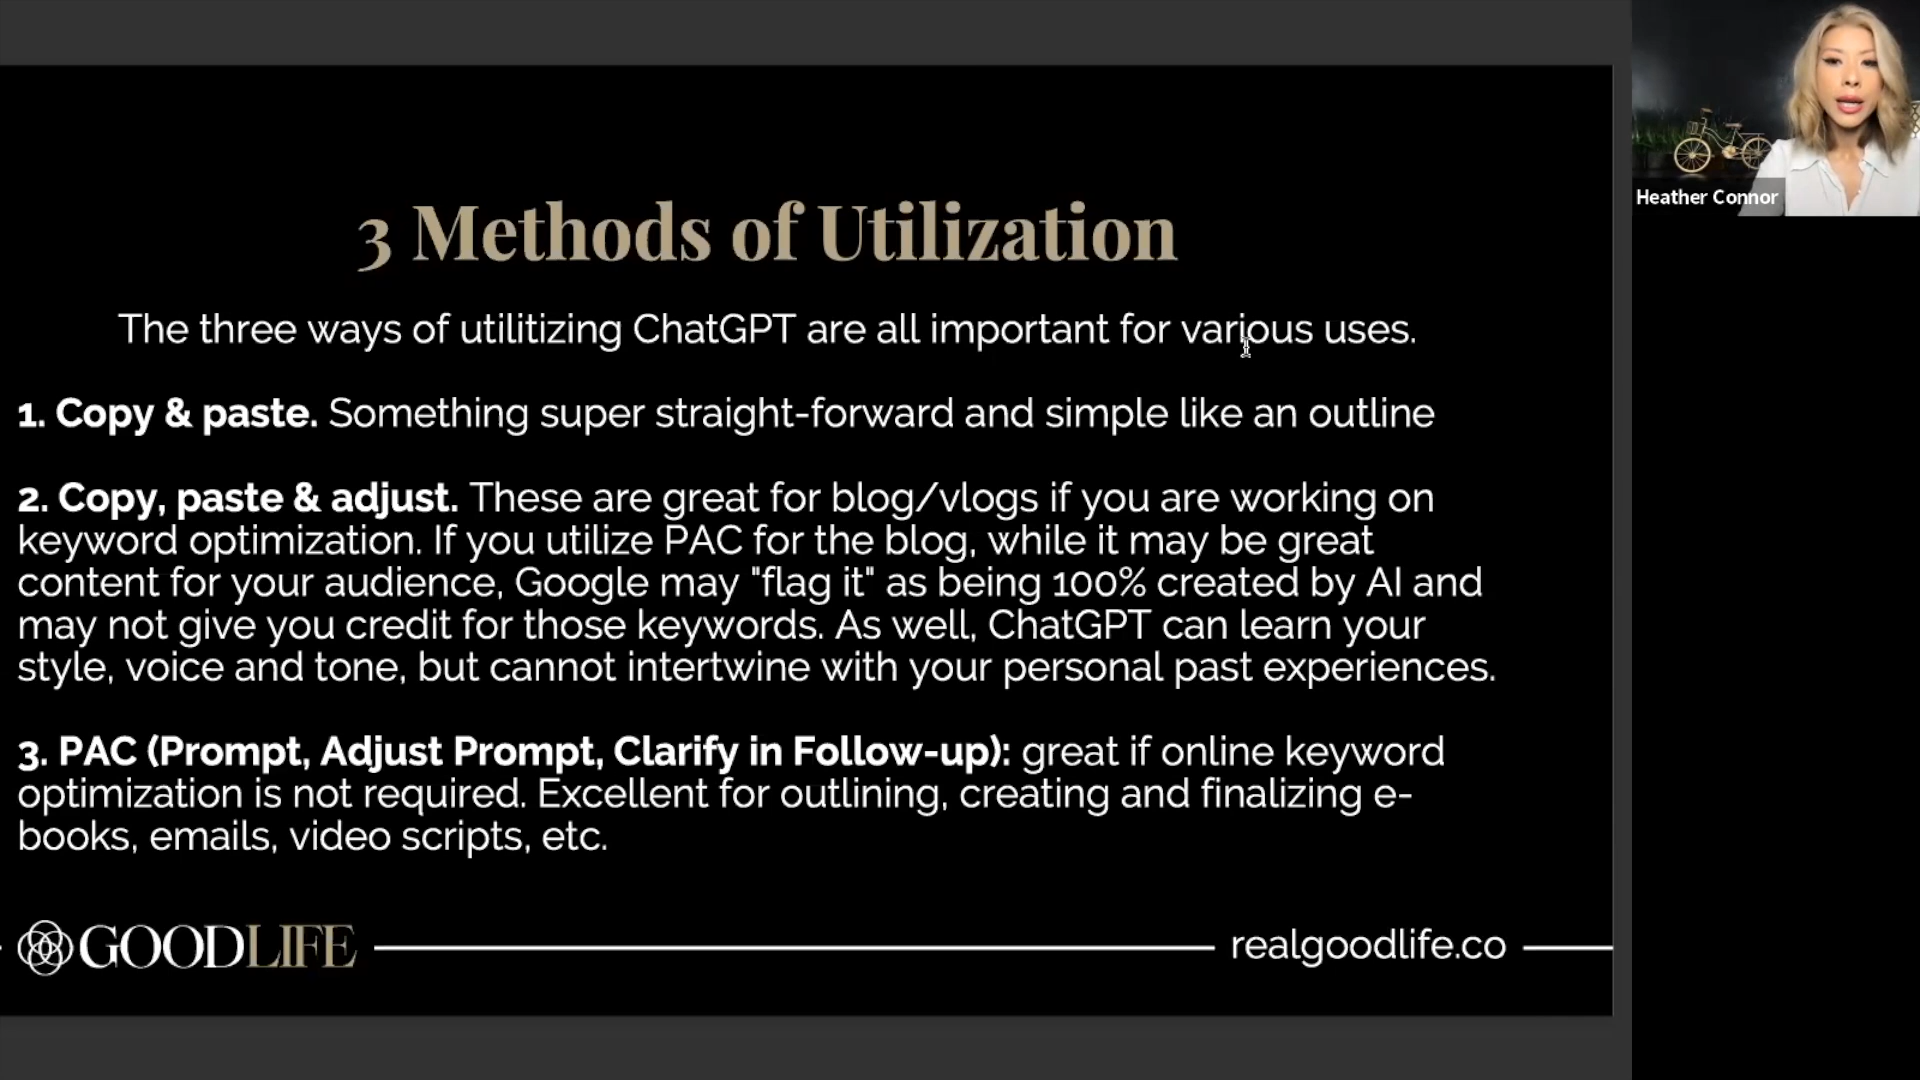 3 Methods of Utilization
The three ways of utilitizing ChatGPT are all important for various uses.
1. Copy & paste. Something super straight-forward and simple like an outline
2. Copy, paste & adjust. These are great for blog/vlogs if you are working on
keyword optimization. If you utilize PAC for the blog, while it may be great
content for your audience, Google may "flag it" as being 100% created by AI and
may not give you credit for those keywords. As well, ChatGPT can learn your
style, voice and tone, but cannot intertwine with your personal past experiences.
3. PAC (Prompt, Adjust Prompt, Clarify in Follow-up): great if online keyword
optimization is not required. Excellent for outlining, creating and finalizing e-
books, emails, video scripts, etc.
GOODLIFE
realgoodlife.co
Heather Connor